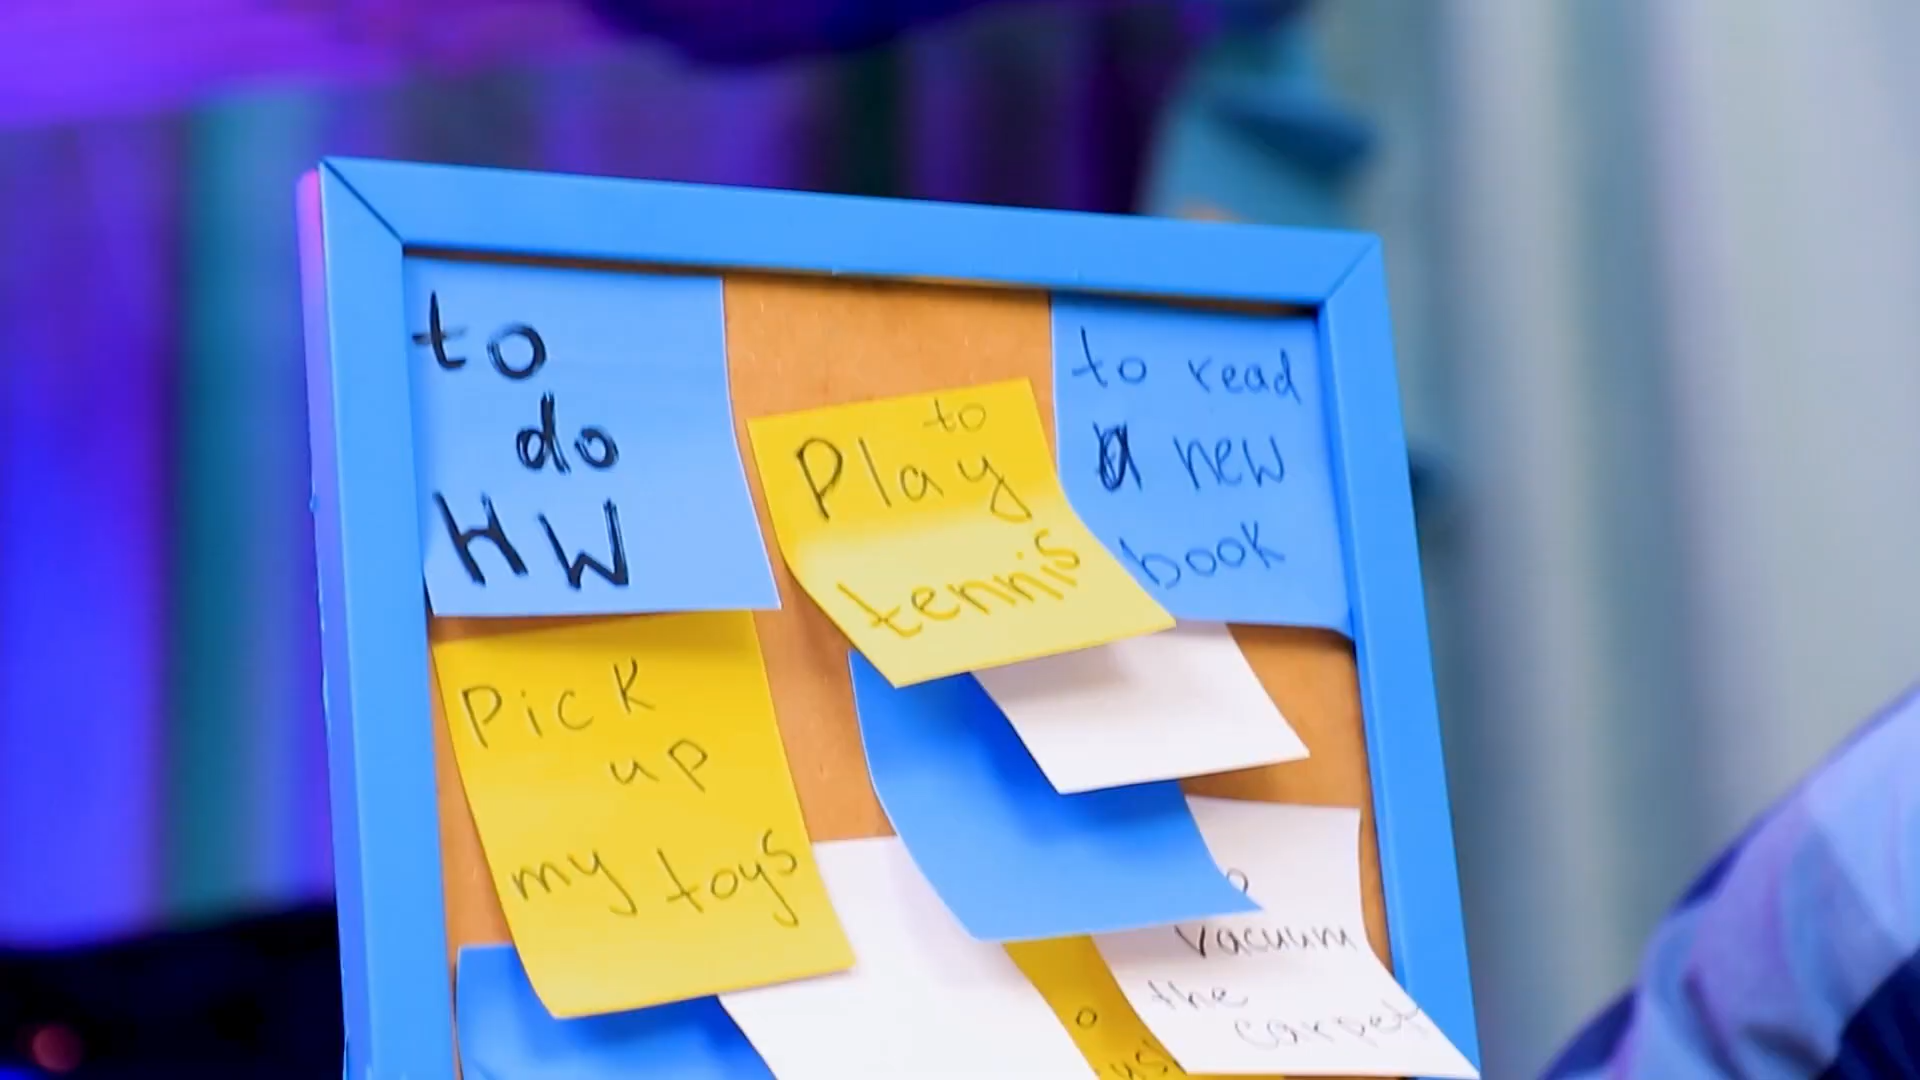 to
do
HW
to
Play
tennis
to read
a new
book
Pick
up
my toys
vacuum
the
carpet